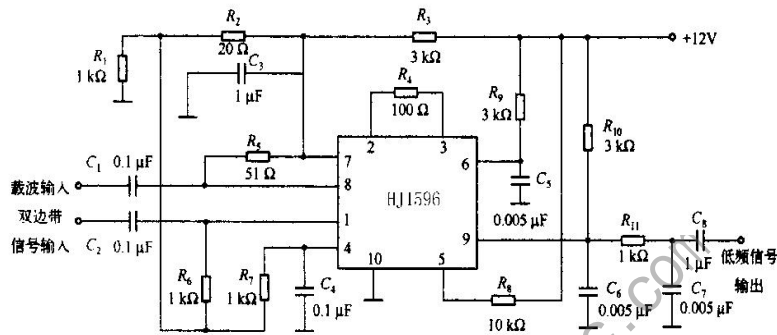 R₂
20 Ω
R₃
3 kΩ
+12V
R₁
1 kΩ
C₃
1 μF
R₄
100 Ω
R₉
3 kΩ
R₁₀
3 kΩ
R₅
51 Ω
2
3
7
6
C₁ 0.1 μF
载波输入
8
HJ1596
C₅
0.005 μF
双边带
1
信号输入
C₂ 0.1 μF
4
9
R₁₁
1 kΩ
C₈
1 μF
低频信号
输出
R₆
1 kΩ
R₇
1 kΩ
C₄
0.1 μF
10
5
R₈
10 kΩ
C₆
0.005 μF
C₇
0.005 μF